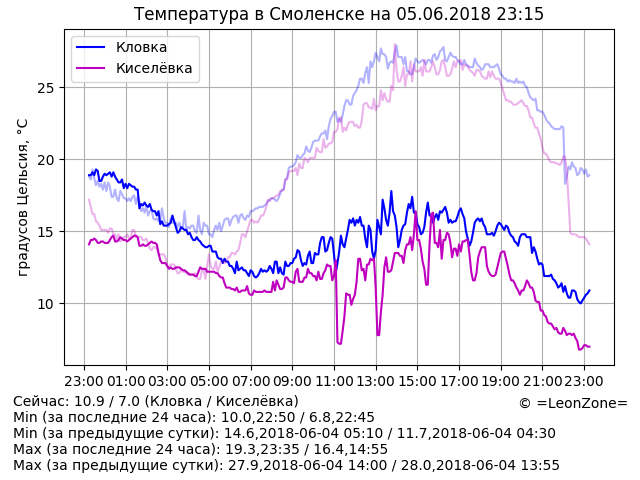 Температура в Смоленске на 05.06.2018 23:15
Кловка
Киселёвка
градусов Цельсия, °C
25
20
15
10
23:00 01:00 03:00 05:00 07:00 09:00 11:00 13:00 15:00 17:00 19:00 21:00 23:00
Сейчас: 10.9 / 7.0 (Кловка / Киселёвка)
© =LeonZone=
Min (за последние 24 часа): 10.0,22:50 / 6.8,22:45
Min (за предыдущие сутки): 14.6,2018-06-04 05:10 / 11.7,2018-06-04 04:30
Max (за последние 24 часа): 19.3,23:35 / 16.4,14:55
Max (за предыдущие сутки): 27.9,2018-06-04 14:00 / 28.0,2018-06-04 13:55